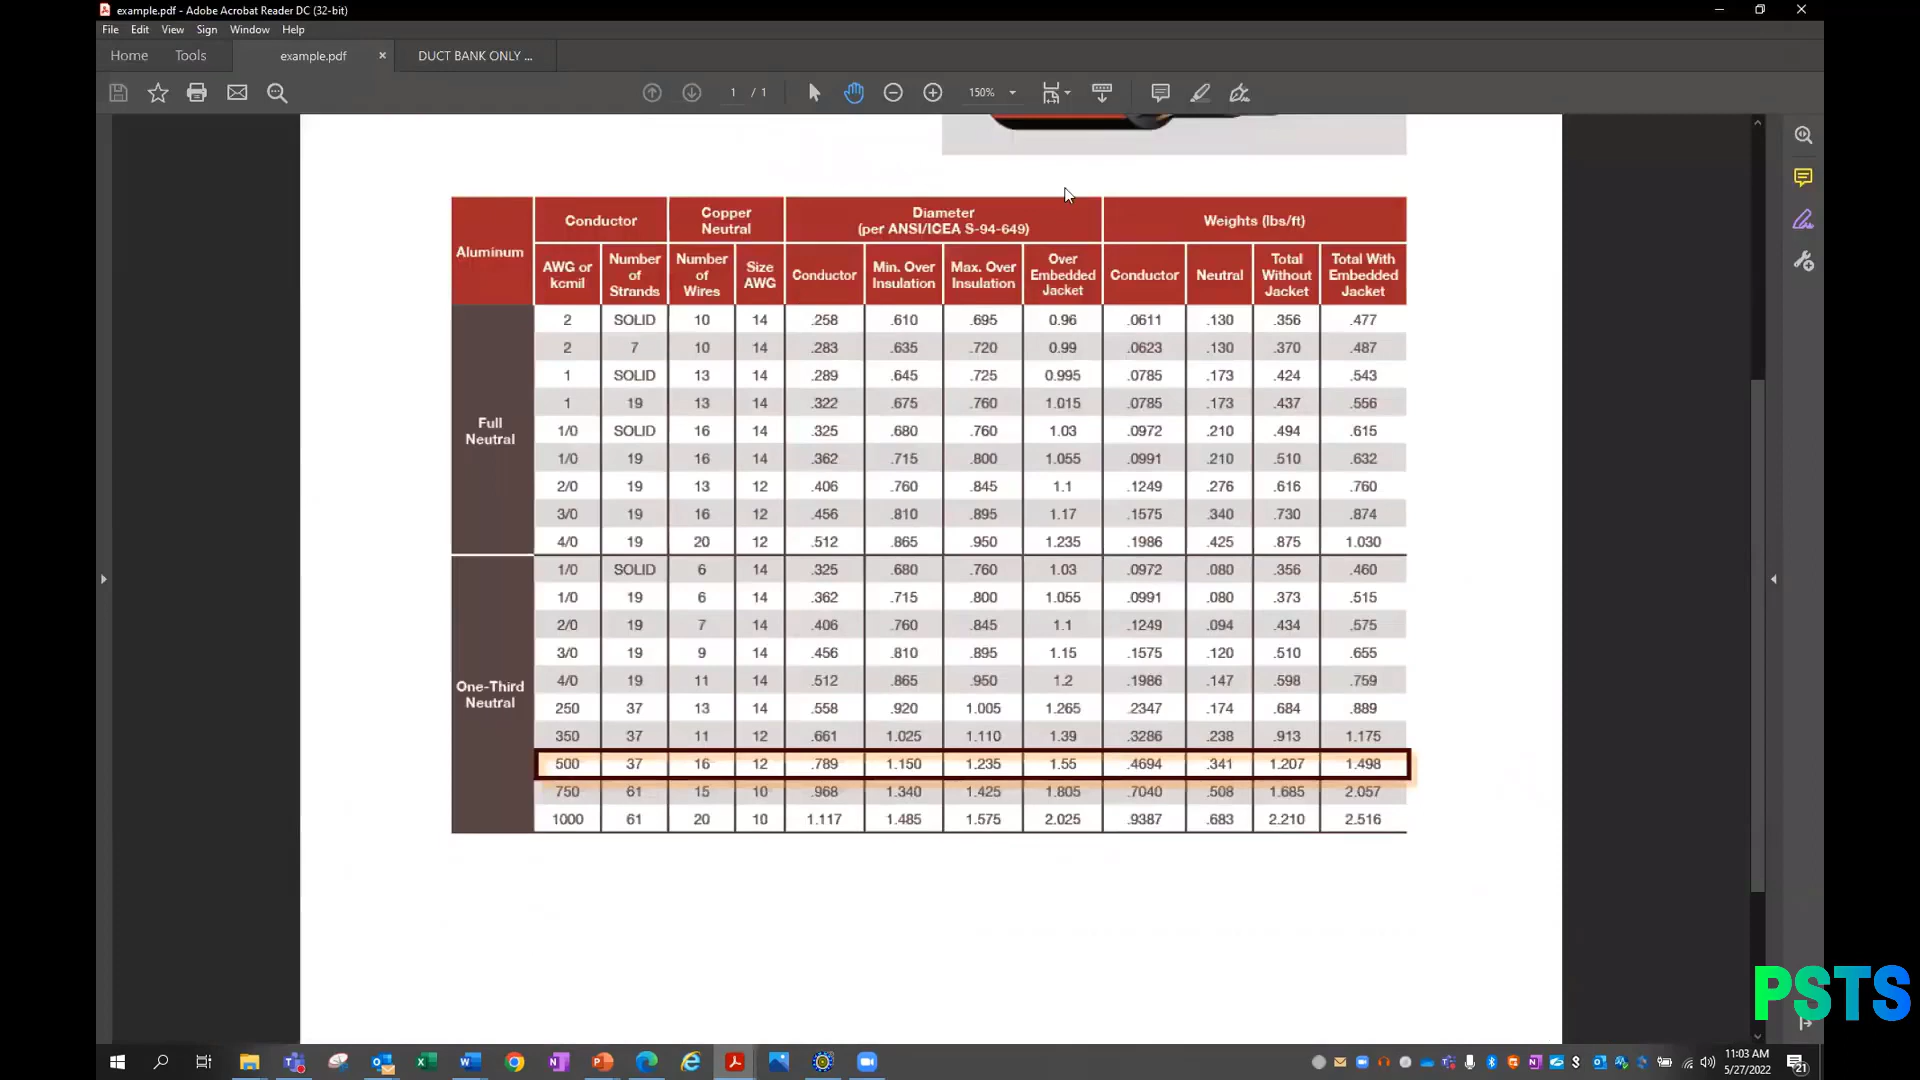 example.pdf - Adobe Acrobat Reader DC (32-bit)
File Edit View Sign Window Help
Home Tools example.pdf × DUCT BANK ONLY ...
1 / 1 150%
Aluminum Conductor Copper Neutral Diameter (per ANSI/ICEA S-94-649) Weights (lbs/ft)
AWG or kcmil Number of Strands Number of Wires Size AWG Conductor Min. Over Insulation Max. Over Insulation Over Embedded Jacket Conductor Neutral Total Without Jacket Total With Embedded Jacket
Full Neutral
2 SOLID 10 14 .258 .610 .695 0.96 .0611 .130 .356 .477
2 7 10 14 .283 .635 .720 0.99 .0623 .130 .370 .487
1 SOLID 13 14 .289 .645 .725 0.995 .0785 .173 .424 .543
1 19 13 14 .322 .675 .760 1.015 .0785 .173 .437 .556
1/0 SOLID 16 14 .325 .680 .760 1.03 .0972 .210 .494 .615
1/0 19 16 14 .362 .715 .800 1.055 .0991 .210 .510 .632
2/0 19 13 12 .406 .760 .845 1.1 .1249 .276 .616 .760
3/0 19 16 12 .456 .810 .895 1.17 .1575 .340 .730 .874
4/0 19 20 12 .512 .865 .950 1.235 .1986 .425 .875 1.030
One-Third Neutral
1/0 SOLID 6 14 .325 .680 .760 1.03 .0972 .080 .356 .460
1/0 19 6 14 .362 .715 .800 1.055 .0991 .080 .373 .515
2/0 19 7 14 .406 .760 .845 1.1 .1249 .094 .434 .575
3/0 19 9 14 .456 .810 .895 1.15 .1575 .120 .510 .655
4/0 19 11 14 .512 .865 .950 1.2 .1986 .147 .598 .759
250 37 13 14 .558 .920 1.005 1.265 .2347 .174 .684 .889
350 37 11 12 .661 1.025 1.110 1.39 .3286 .238 .913 1.175
500 37 16 12 .789 1.150 1.235 1.55 .4694 .341 1.207 1.498
750 61 15 10 .968 1.340 1.425 1.805 .7040 .508 1.685 2.057
1000 61 20 10 1.117 1.485 1.575 2.025 .9387 .683 2.210 2.516
PSTS
11:03 AM
5/27/2022
21